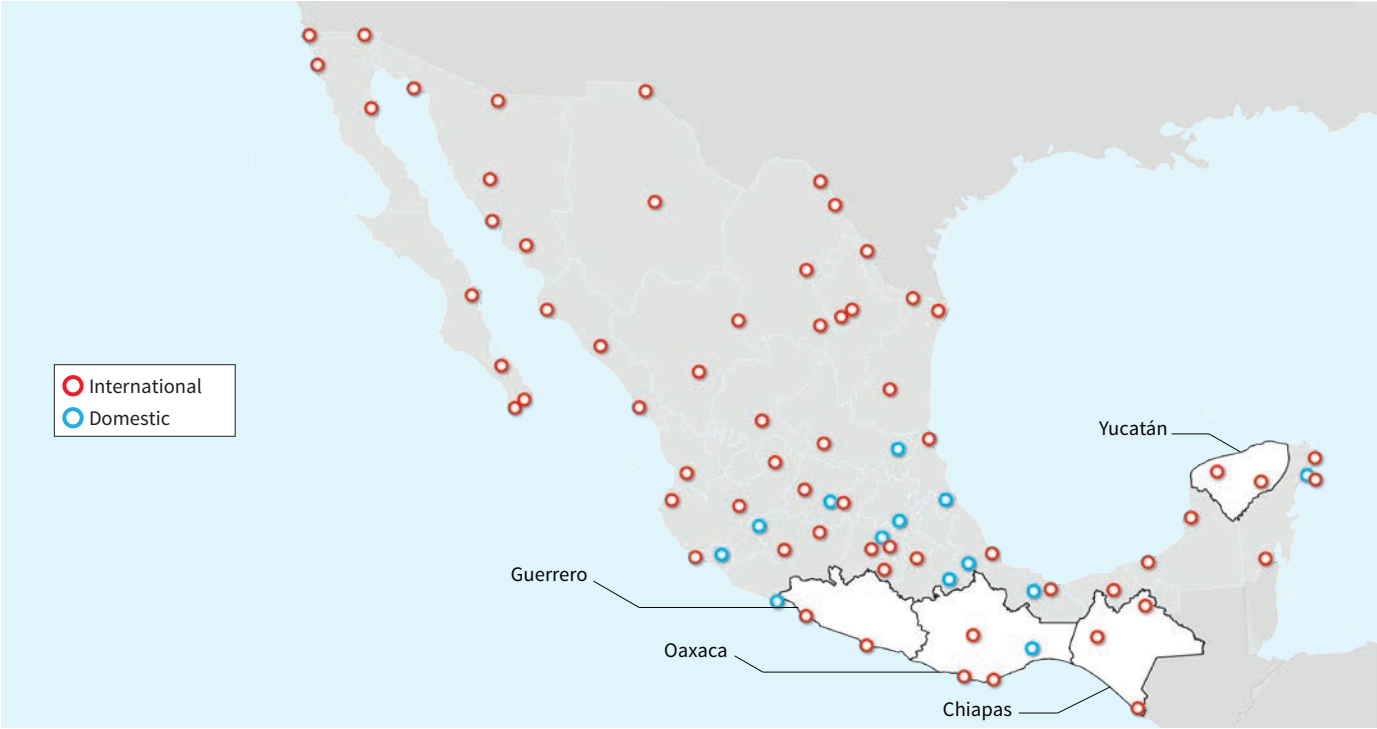 International
Domestic
Yucatán
Guerrero
Oaxaca
Chiapas